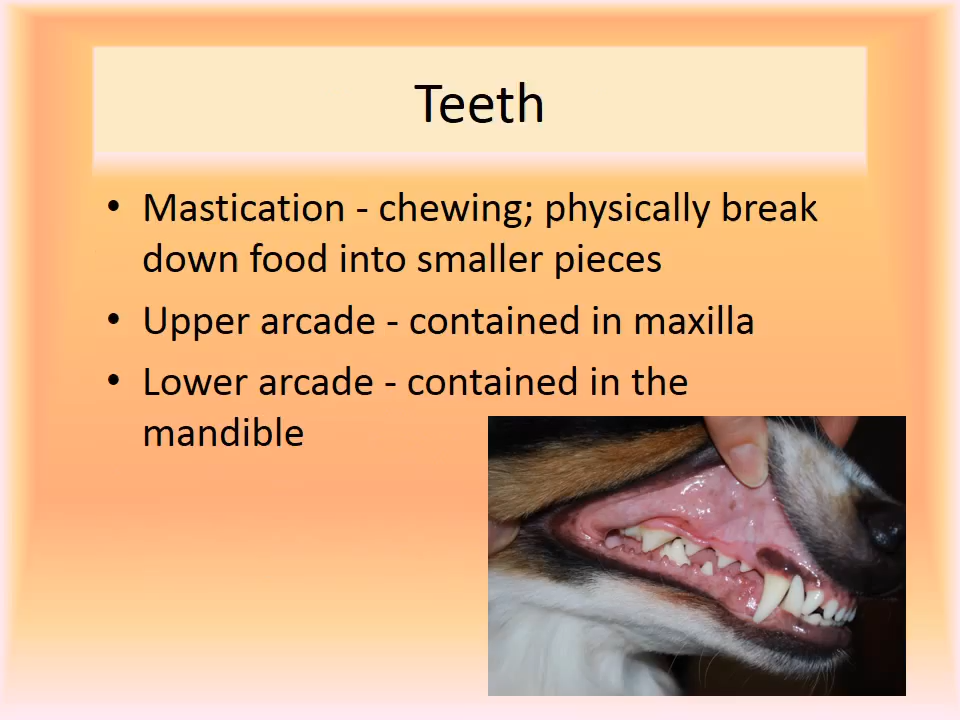 Teeth
• Mastication - chewing; physically break
down food into smaller pieces
• Upper arcade - contained in maxilla
• Lower arcade - contained in the
mandible